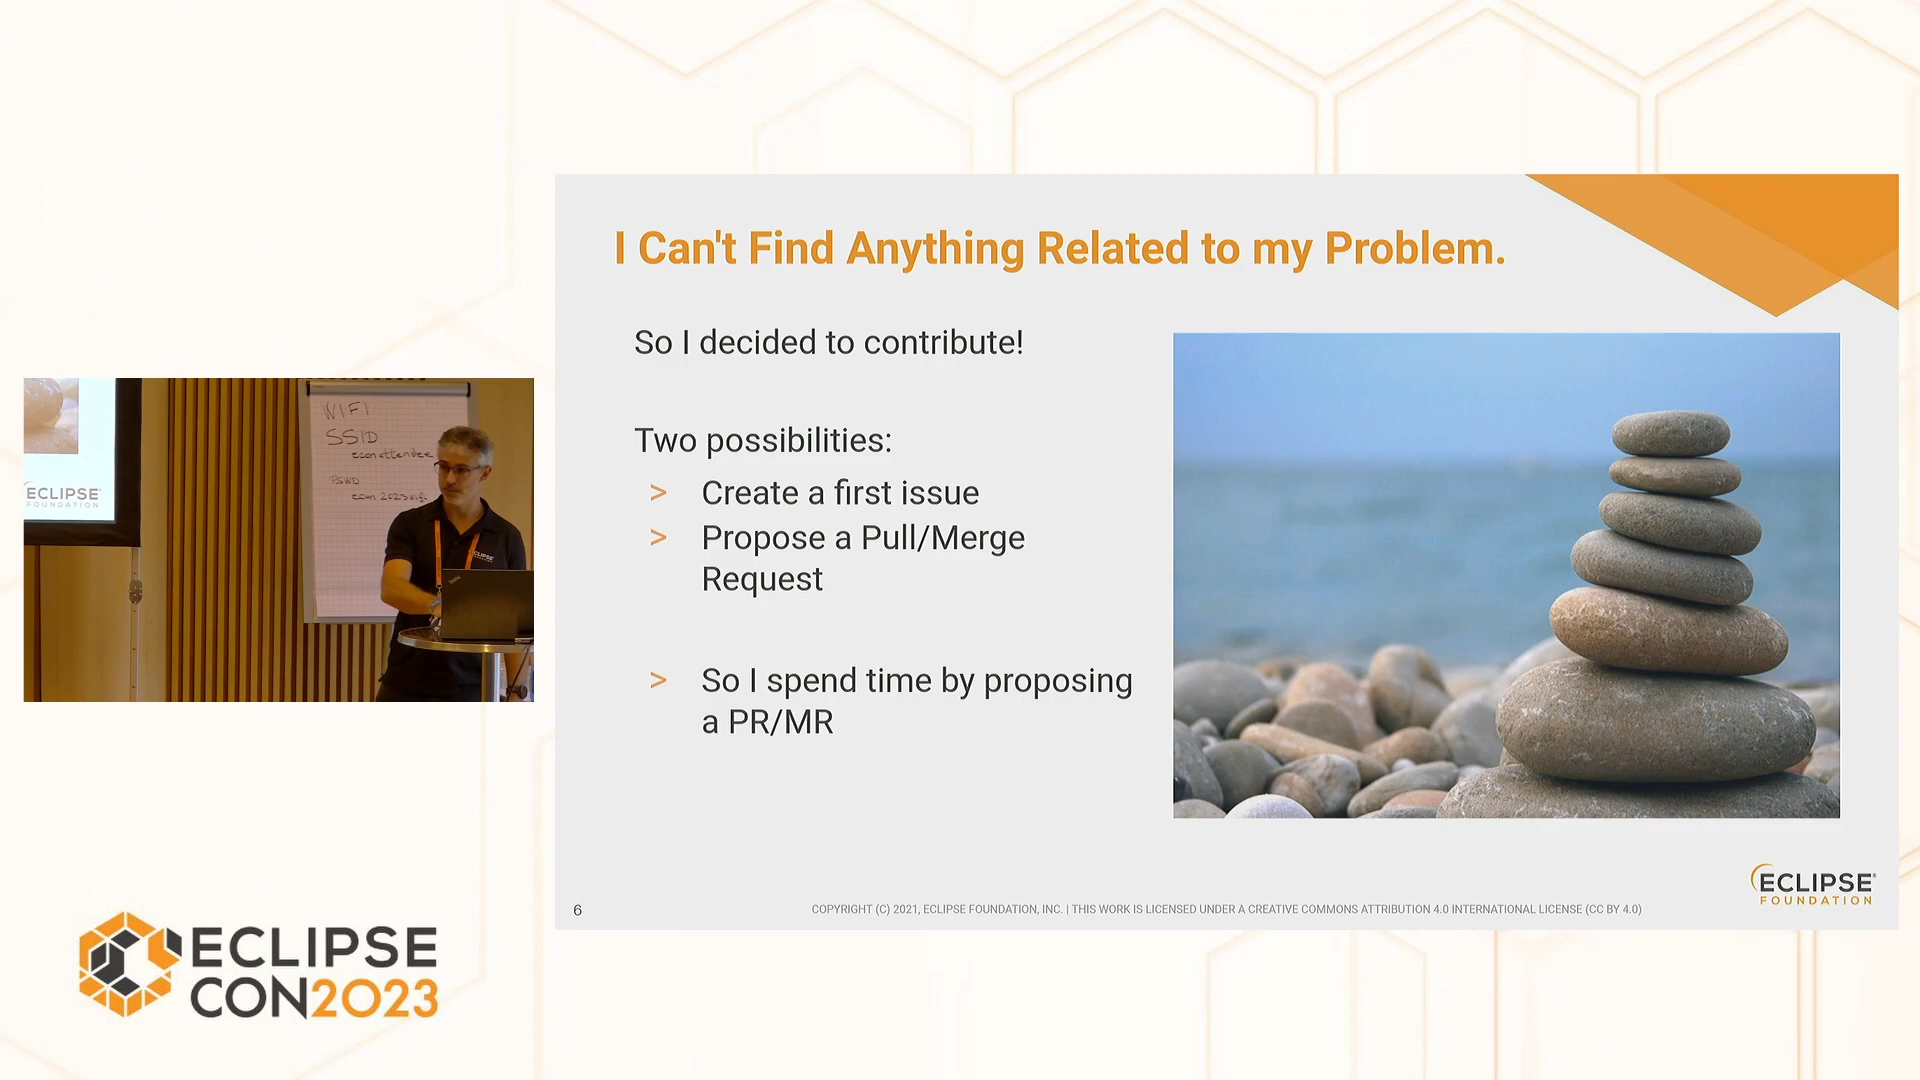 I Can't Find Anything Related to my Problem.
So I decided to contribute!
Two possibilities:
> Create a first issue
> Propose a Pull/Merge
Request
> So I spend time by proposing
a PR/MR
ECLIPSE
FOUNDATION
6
COPYRIGHT (C) 2021, ECLIPSE FOUNDATION, INC. | THIS WORK IS LICENSED UNDER A CREATIVE COMMONS ATTRIBUTION 4.0 INTERNATIONAL LICENSE (CC BY 4.0)
WIFI
SSID
econattendee
PSWD
ECLIPSE
FOUNDATION
ECLIPSE
CON2023